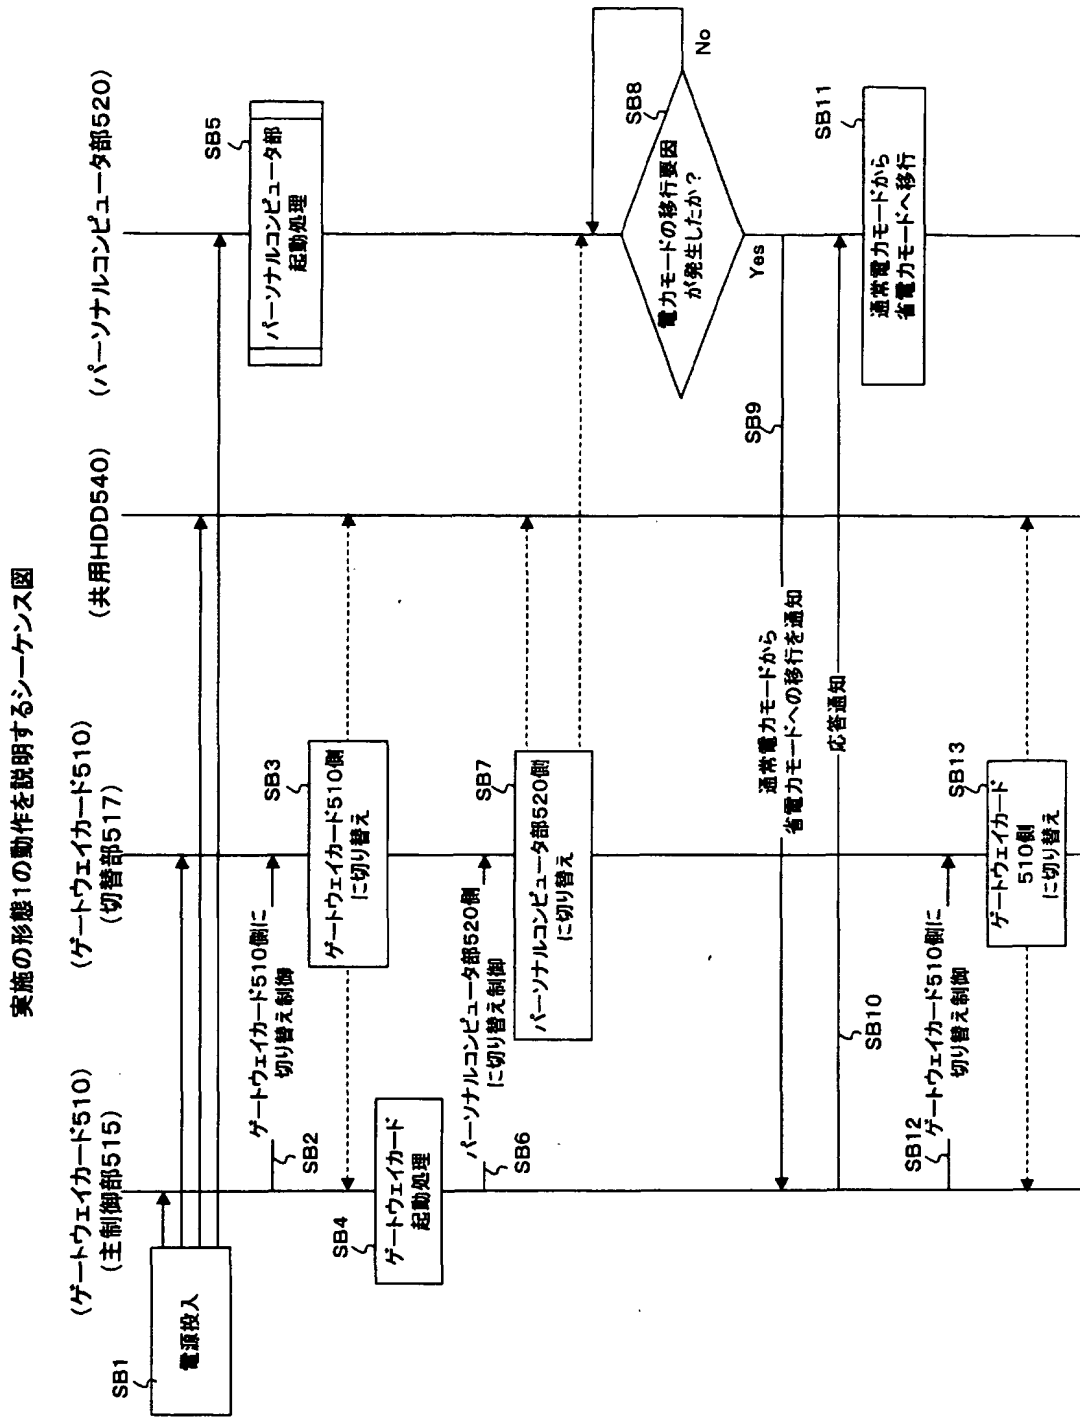 実施の形態1の動作を説明するシーケンス図
(ゲートウェイカード510)
(主制御部515)
(ゲートウェイカード510)
(切替部517)
(共用HDD540)
(パーソナルコンピュータ部520)
SB1
電源投入
SB5
パーソナルコンピュータ部
起動処理
SB2
ゲートウェイカード510側に
切り替え制御
SB3
ゲートウェイカード510側
に切り替え
SB4
ゲートウェイカード
起動処理
SB6
パーソナルコンピュータ部520側
に切り替え制御
SB7
パーソナルコンピュータ部520側
に切り替え
SB8
電力モードの移行要因
が発生したか?
No
Yes
SB9
通常電力モードから
省電力モードへの移行を通知
SB10
応答通知
SB11
通常電力モードから
省電力モードへ移行
SB12
ゲートウェイカード510側に
切り替え制御
SB13
ゲートウェイカード
510側
に切り替え